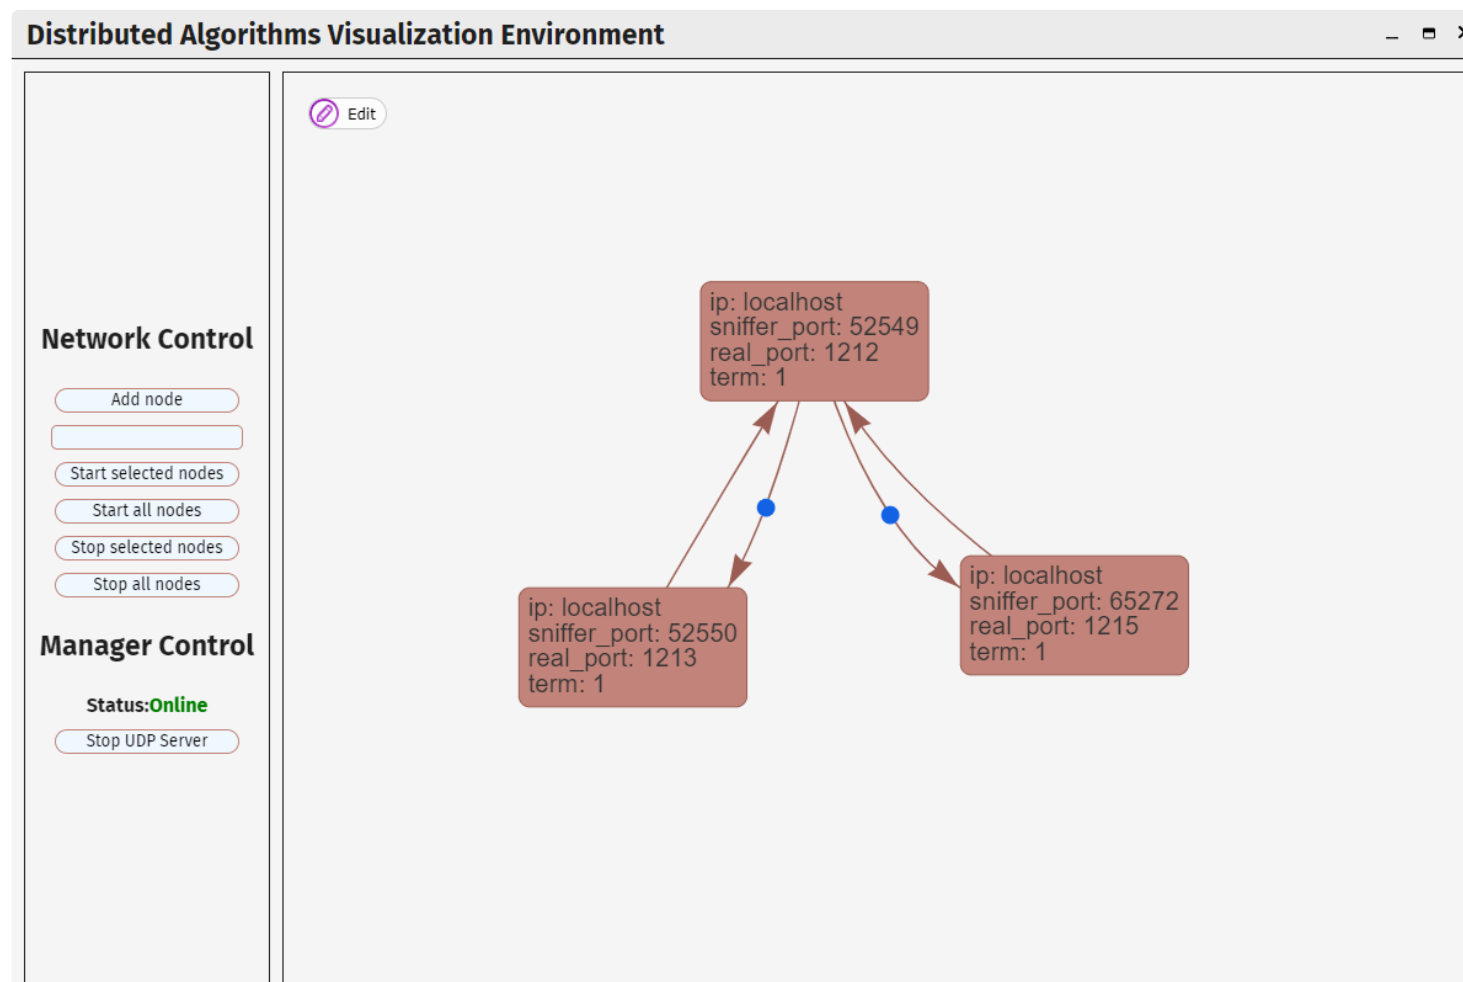 Distributed Algorithms Visualization Environment
Edit
Network Control
Add node
Start selected nodes
Start all nodes
Stop selected nodes
Stop all nodes
Manager Control
Status:Online
Stop UDP Server
ip: localhost
sniffer_port: 52549
real_port: 1212
term: 1
ip: localhost
sniffer_port: 52550
real_port: 1213
term: 1
ip: localhost
sniffer_port: 65272
real_port: 1215
term: 1